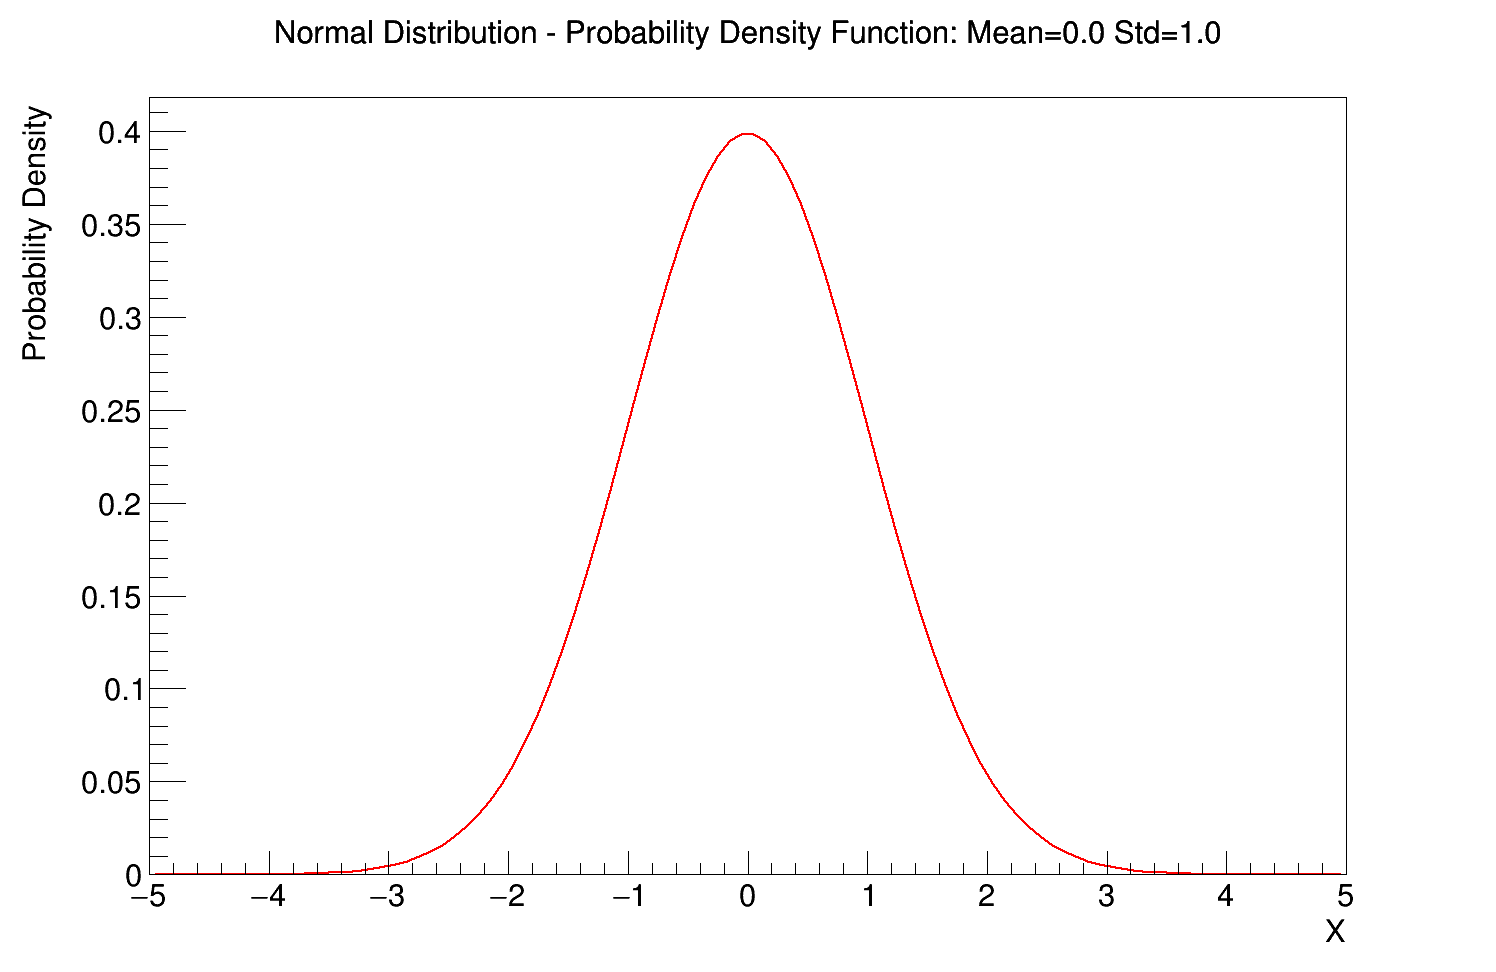 Normal Distribution - Probability Density Function: Mean=0.0 Std=1.0
Probability Density
0.4
0.35
0.3
0.25
0.2
0.15
0.1
0.05
0
−5 −4 −3 −2 −1 0 1 2 3 4 5
X